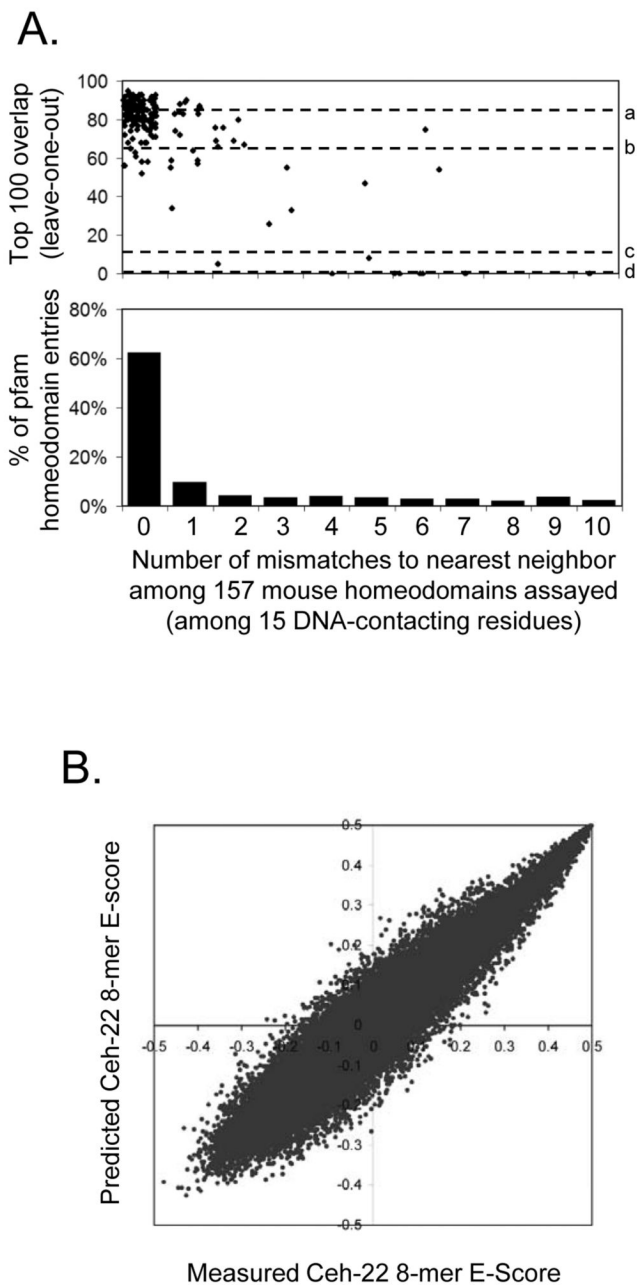 A.
Top 100 overlap
(leave-one-out)
100
80
60
40
20
0
a
b
c
d
% of pfam
homeodomain entries
80%
60%
40%
20%
0%
0 1 2 3 4 5 6 7 8 9 10
Number of mismatches to nearest neighbor
among 157 mouse homeodomains assayed
(among 15 DNA-contacting residues)
B.
Predicted Ceh-22 8-mer E-score
0.5
0.4
0.3
0.2
0.1
0
-0.1
-0.2
-0.3
-0.4
-0.5
-0.5 -0.4 -0.3 -0.2 -0.1 0 0.1 0.2 0.3 0.4 0.5
Measured Ceh-22 8-mer E-Score